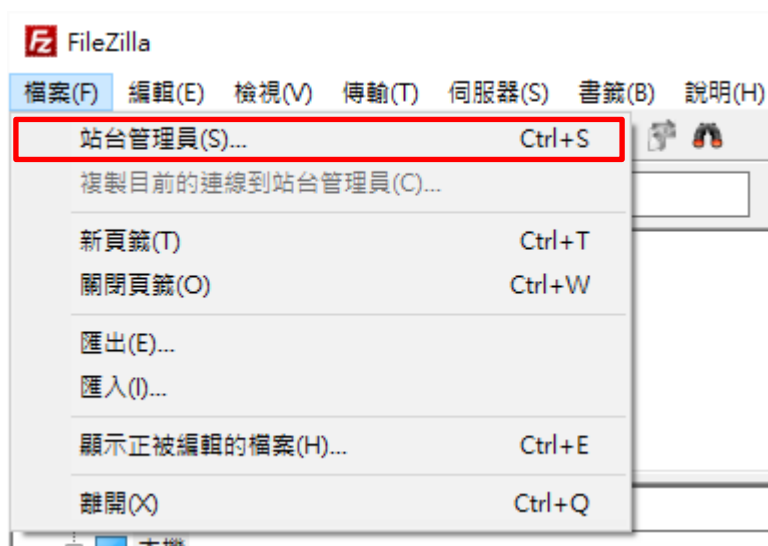 FileZilla
檔案(F) 編輯(E) 檢視(V) 傳輸(T) 伺服器(S) 書籤(B) 說明(H)
站台管理員(S)... Ctrl+S
複製目前的連線到站台管理員(C)...
新頁籤(T) Ctrl+T
關閉頁籤(O) Ctrl+W
匯出(E)...
匯入(I)...
顯示正被編輯的檔案(H)... Ctrl+E
離開(X) Ctrl+Q